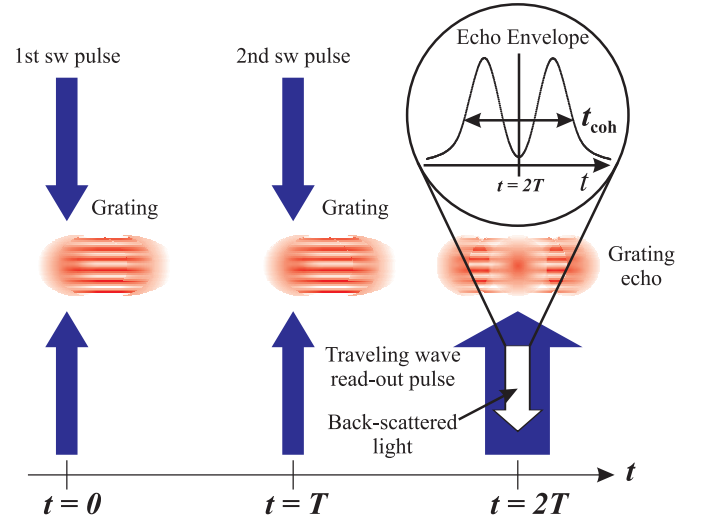 1st sw pulse
2nd sw pulse
Echo Envelope
t coh
t = 2T
t
Grating
Grating
Grating
echo
Traveling wave
read-out pulse
Back-scattered
light
t
t = 0
t = T
t = 2T